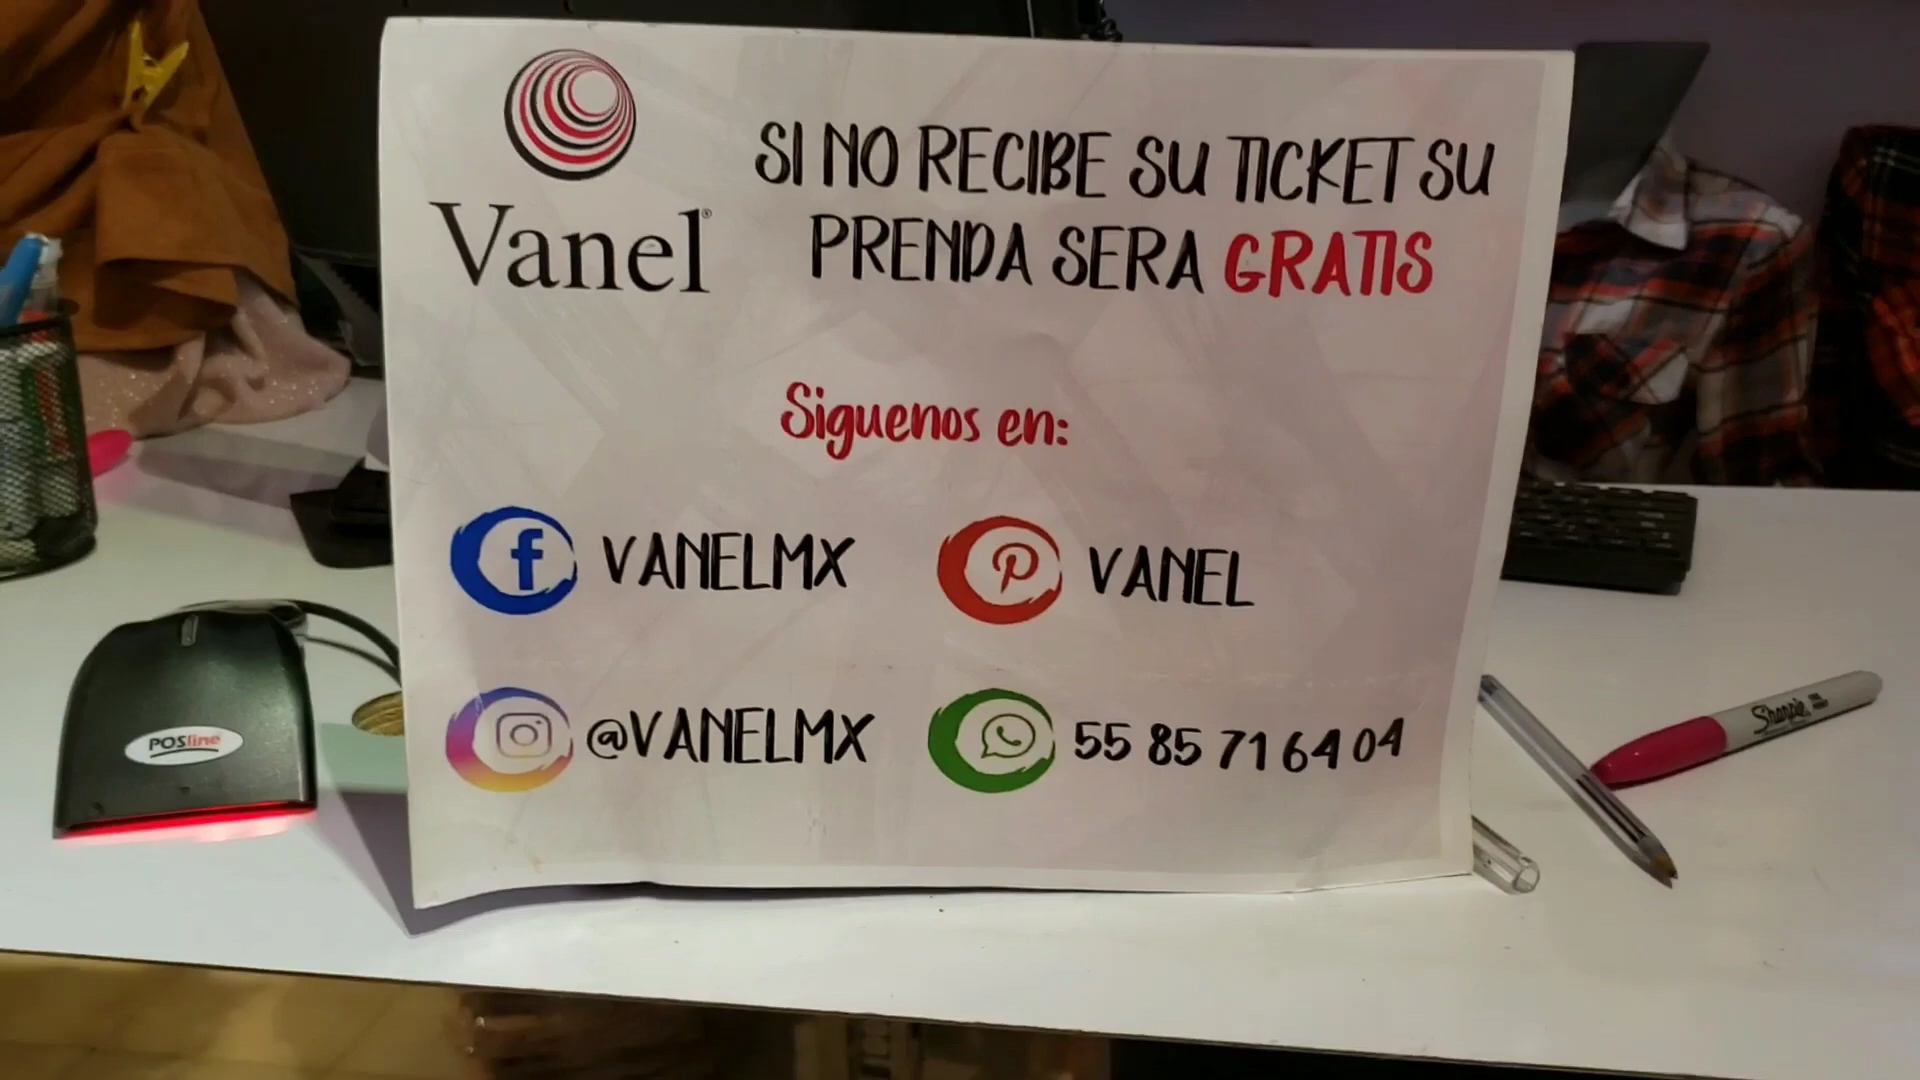 Vanel®
SI NO RECIBE SU TICKET SU
PRENDA SERA GRATIS
Siguenos en:
VANELMX
VANEL
@VANELMX
55 85 71 64 04
POSline
Sharpie